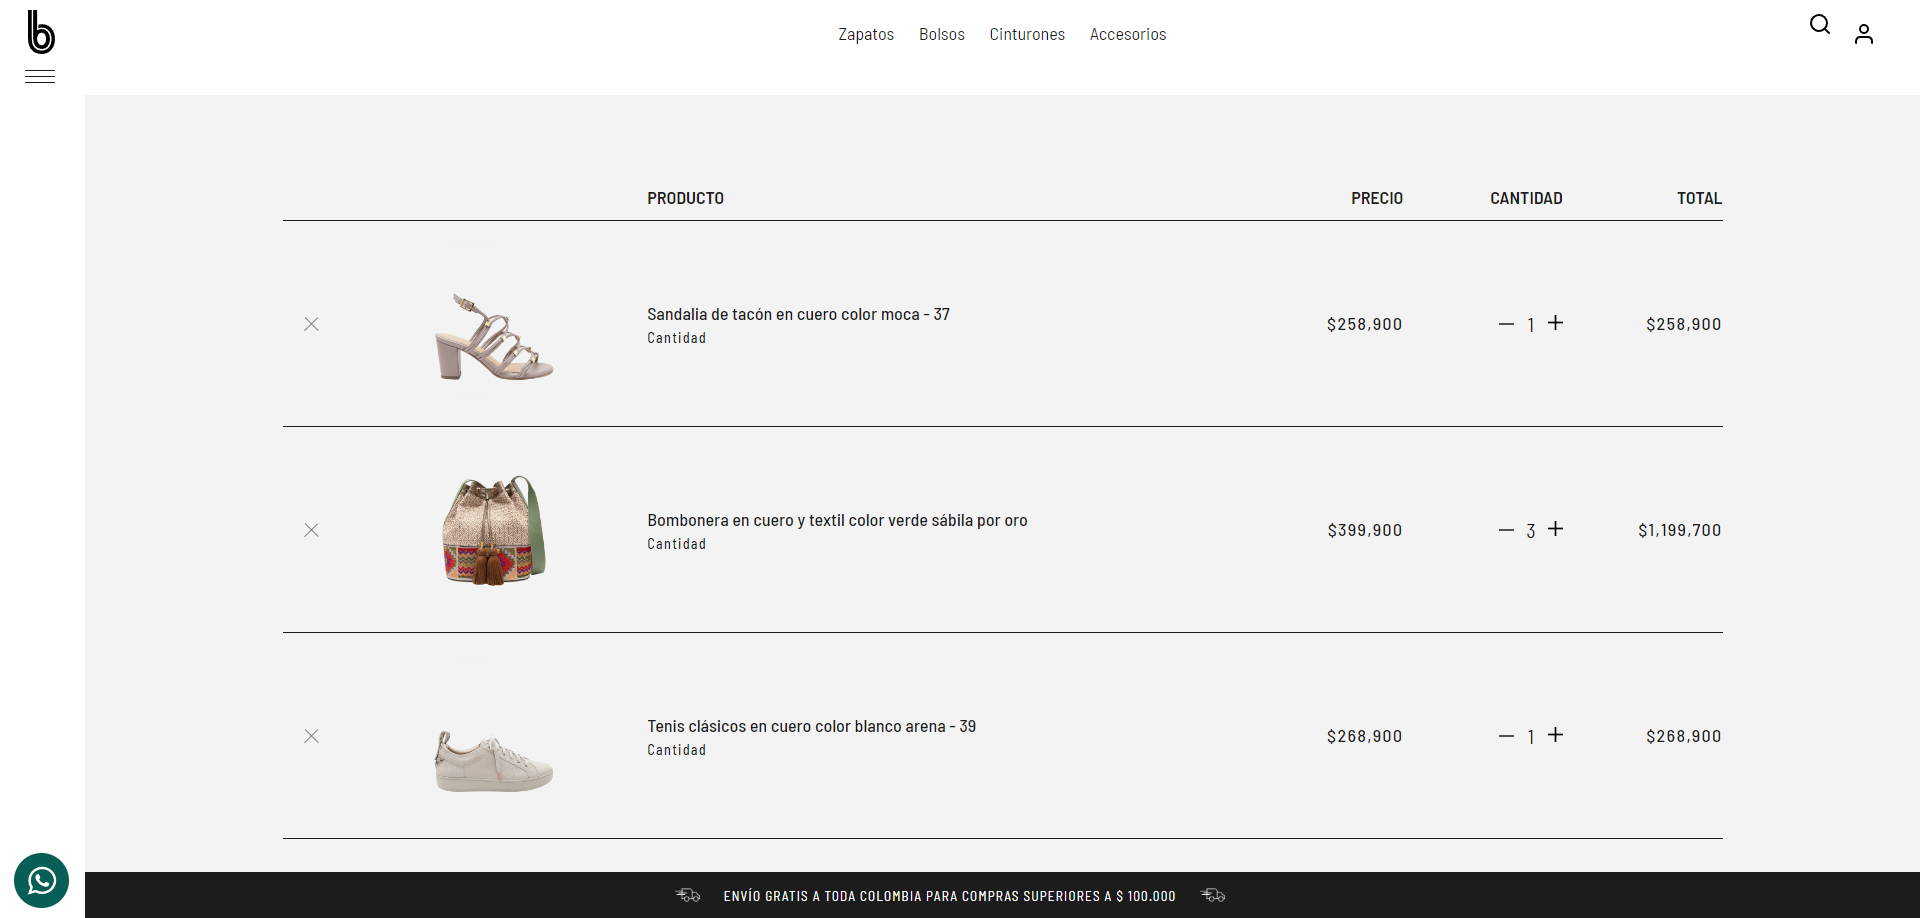 b
Zapatos Bolsos Cinturones Accesorios
PRODUCTO PRECIO CANTIDAD TOTAL
Sandalia de tacón en cuero color moca - 37
Cantidad
$258,900 1 $258,900
Bombonera en cuero y textil color verde sábila por oro
Cantidad
$399,900 3 $1,199,700
Tenis clásicos en cuero color blanco arena - 39
Cantidad
$268,900 1 $268,900
ENVÍO GRATIS A TODA COLOMBIA PARA COMPRAS SUPERIORES A $ 100.000